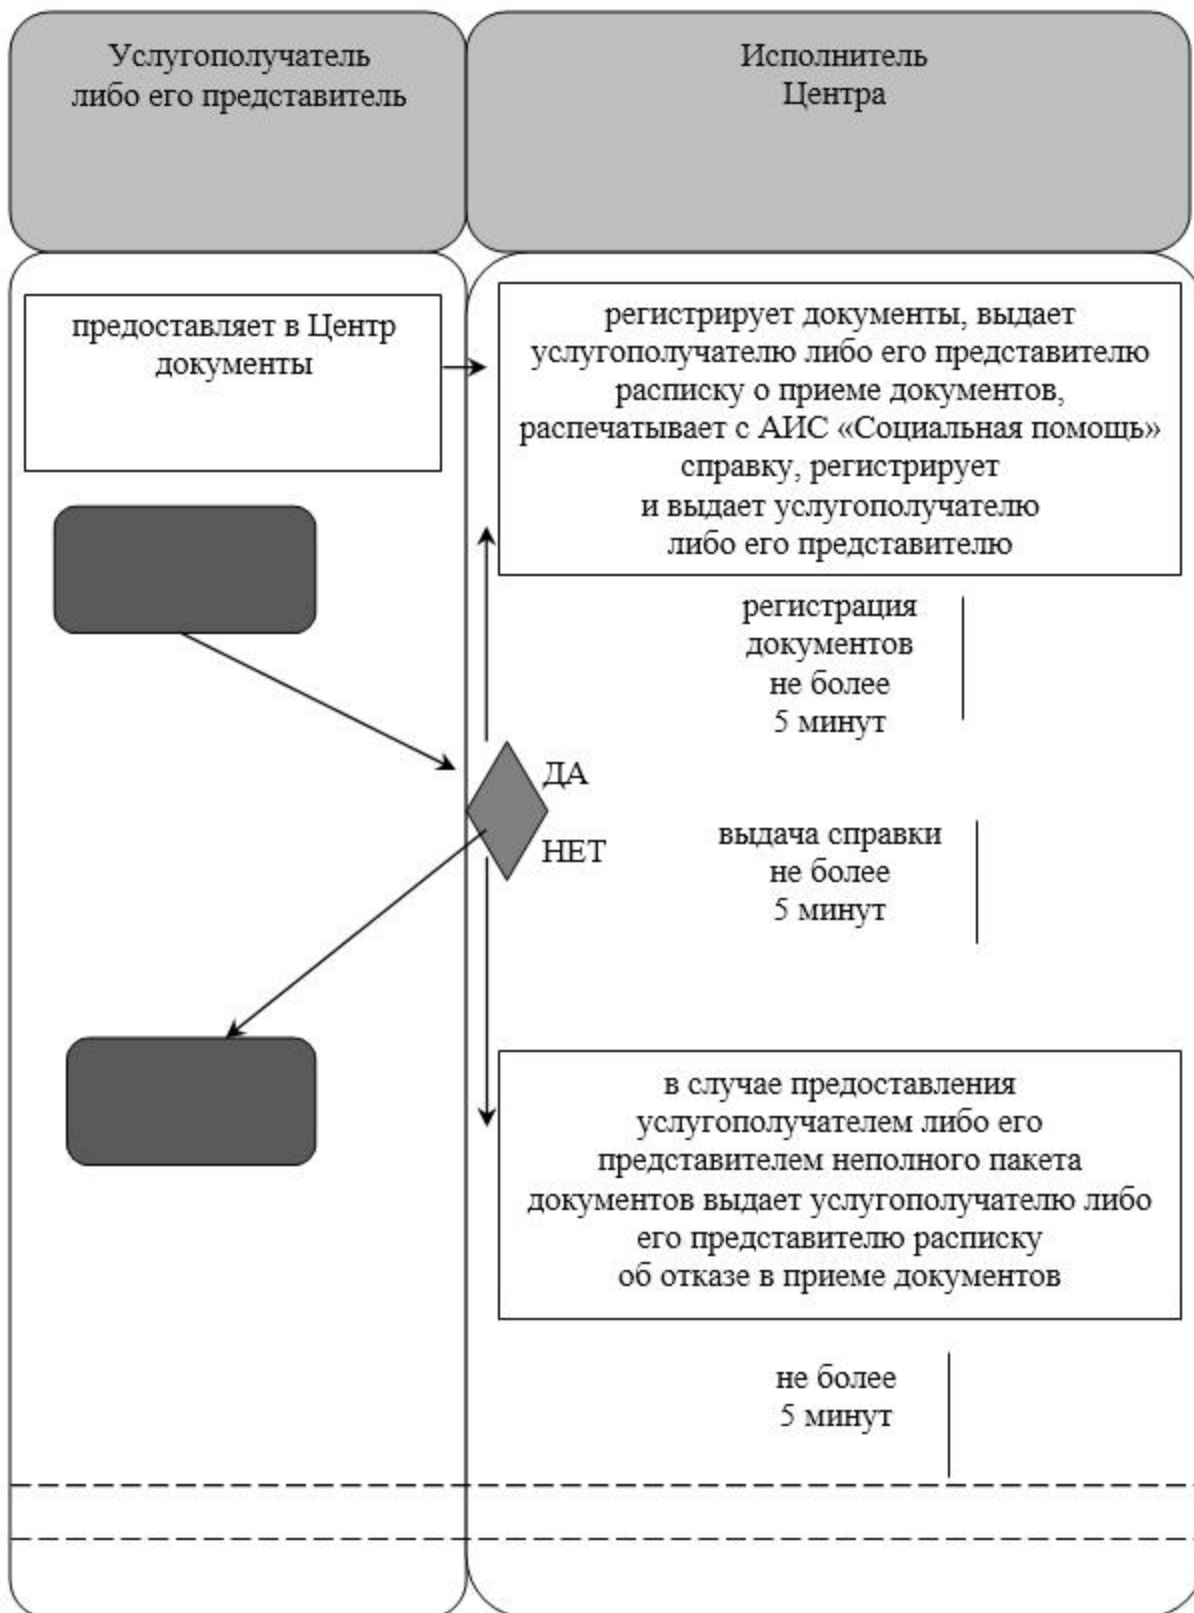 Услугополучатель
либо его представитель
Исполнитель
Центра
предоставляет в Центр
документы
регистрирует документы, выдает
услугополучателю либо его представителю
расписку о приеме документов,
распечатывает с АИС «Социальная помощь»
справку, регистрирует
и выдает услугополучателю
либо его представителю
регистрация
документов
не более
5 минут
ДА
НЕТ
выдача справки
не более
5 минут
в случае предоставления
услугополучателем либо его
представителем неполного пакета
документов выдает услугополучателю либо
его представителю расписку
об отказе в приеме документов
не более
5 минут